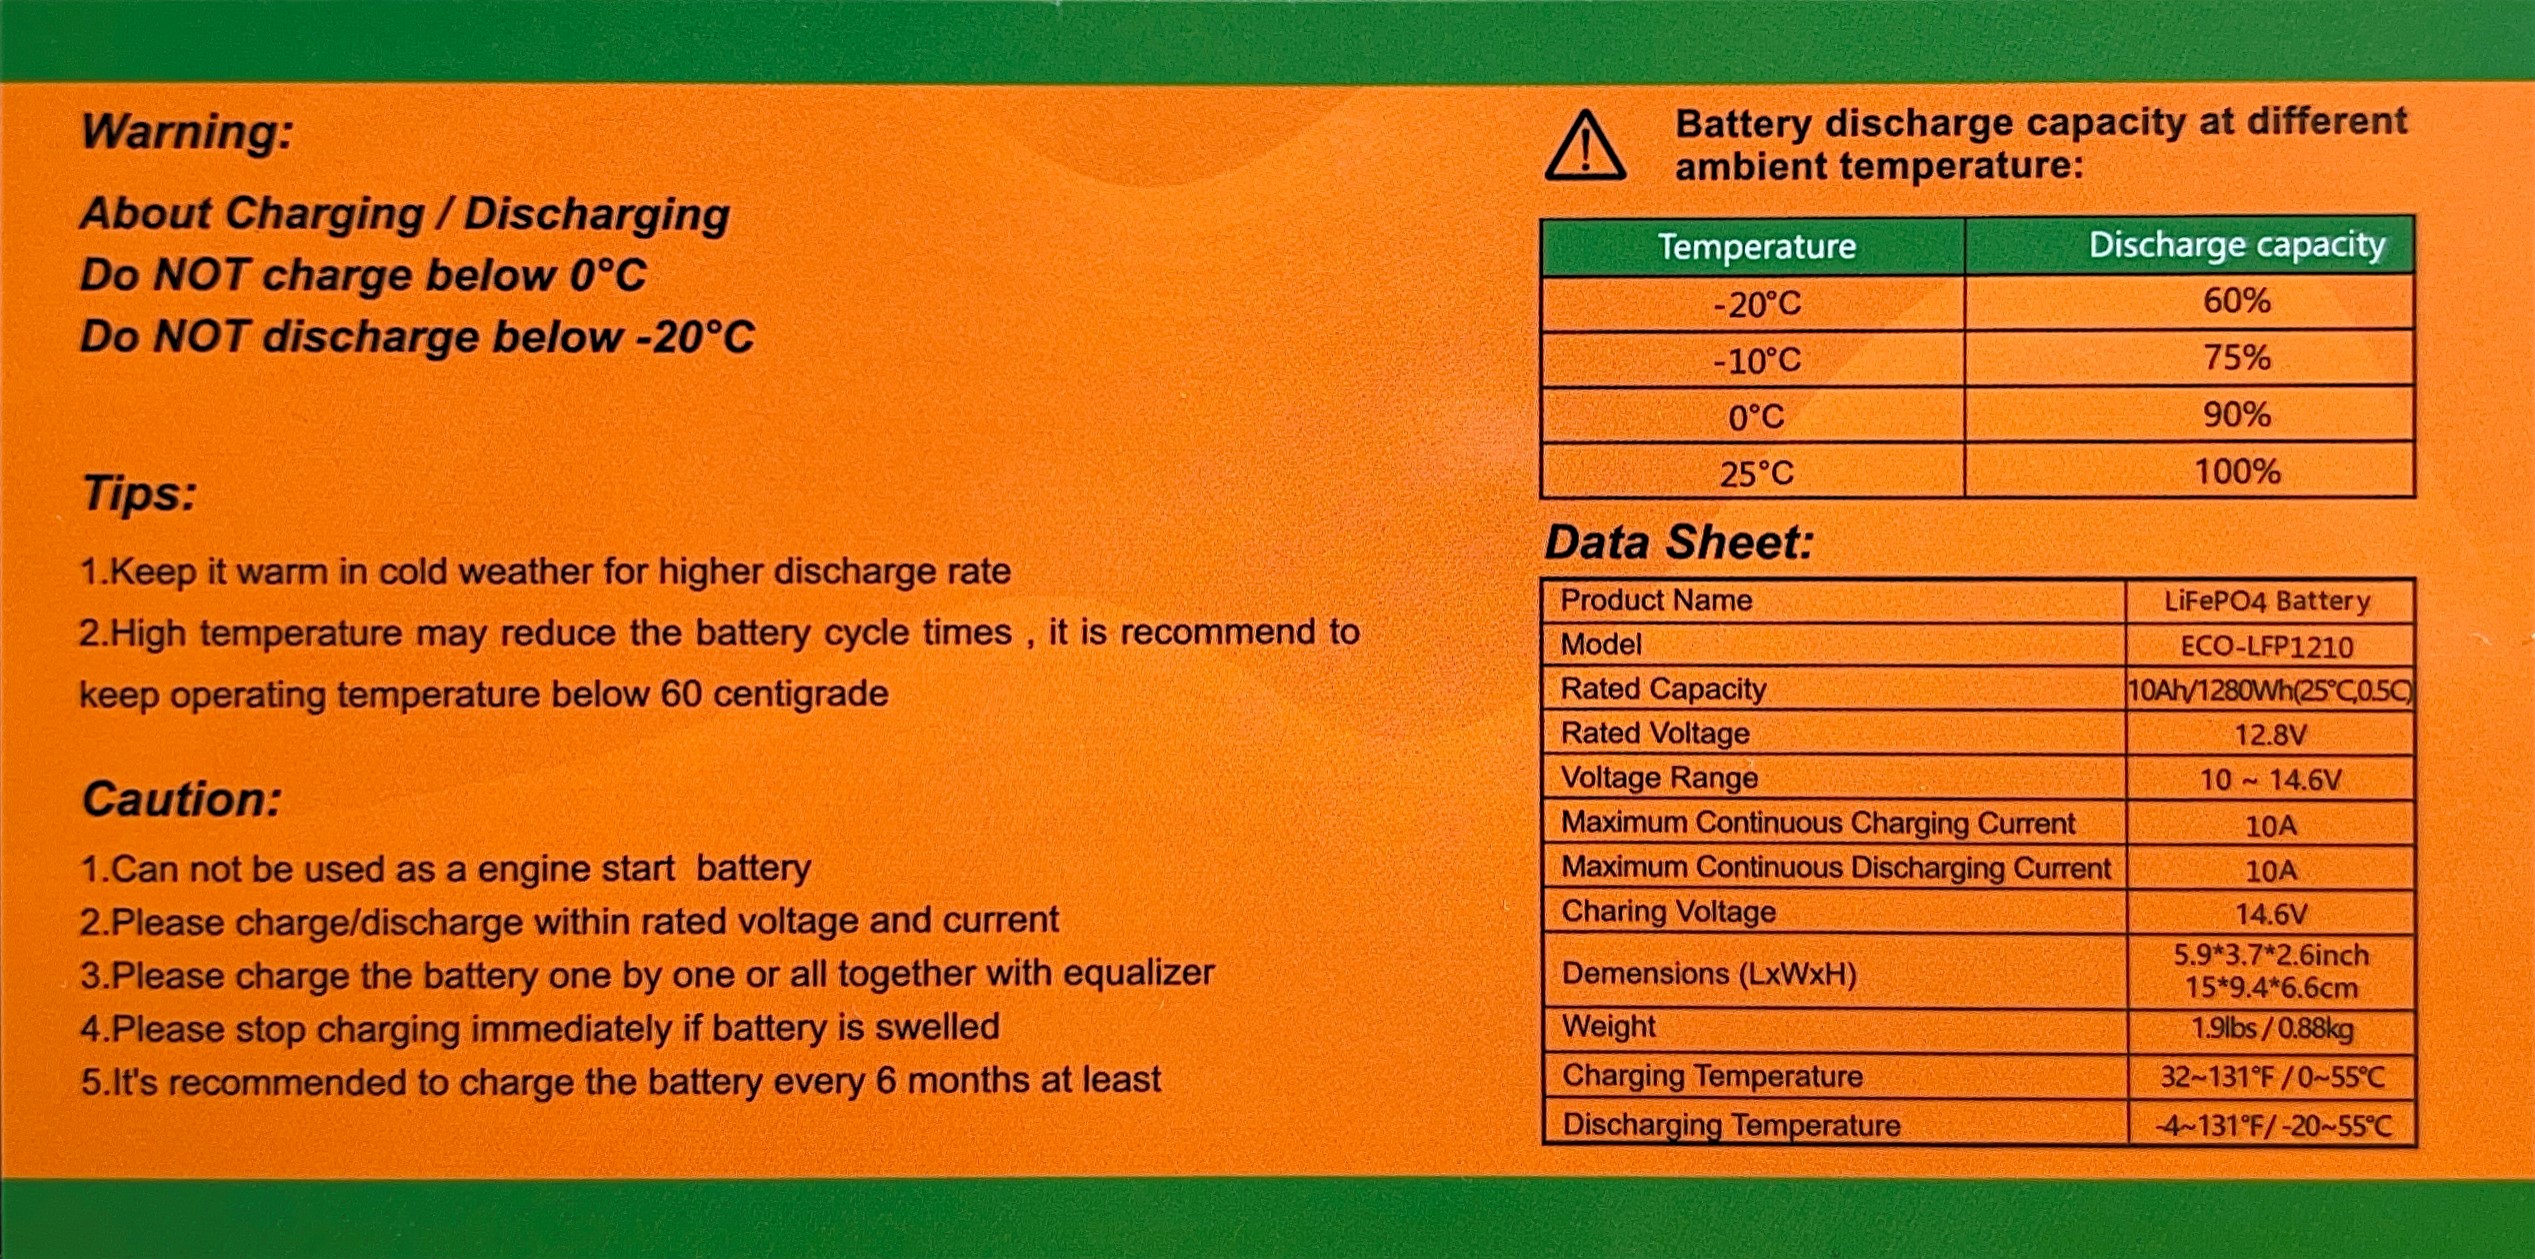 Warning:
About Charging / Discharging
Do NOT charge below 0°C
Do NOT discharge below -20°C
Tips:
1.Keep it warm in cold weather for higher discharge rate
2.High temperature may reduce the battery cycle times , it is recommend to
keep operating temperature below 60 centigrade
Caution:
1.Can not be used as a engine start battery
2.Please charge/discharge within rated voltage and current
3.Please charge the battery one by one or all together with equalizer
4.Please stop charging immediately if battery is swelled
5.It's recommended to charge the battery every 6 months at least
Battery discharge capacity at different
ambient temperature:
Temperature Discharge capacity
-20°C 60%
-10°C 75%
0°C 90%
25°C 100%
Data Sheet:
Product Name LiFePO4 Battery
Model ECO-LFP1210
Rated Capacity 10Ah/1280Wh(25°C,0.5C)
Rated Voltage 12.8V
Voltage Range 10 ~ 14.6V
Maximum Continuous Charging Current 10A
Maximum Continuous Discharging Current 10A
Charing Voltage 14.6V
Demensions (LxWxH) 5.9*3.7*2.6inch
15*9.4*6.6cm
Weight 1.9lbs / 0.88kg
Charging Temperature 32~131°F / 0~55°C
Discharging Temperature -4~131°F/ -20~55°C